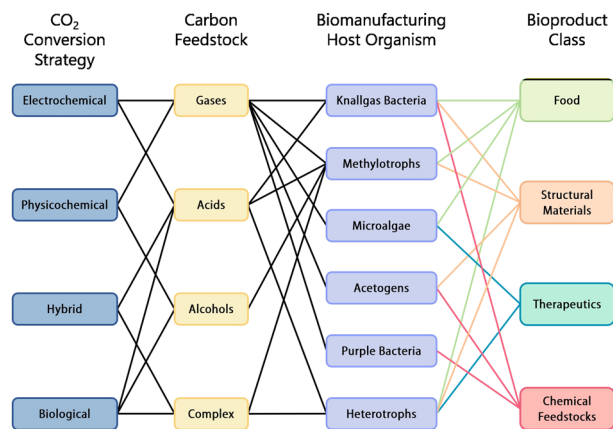 CO₂
Conversion
Strategy
Carbon
Feedstock
Biomanufacturing
Host Organism
Bioproduct
Class
Electrochemical
Gases
Knallgas Bacteria
Food
Methylotrophs
Physicochemical
Acids
Microalgae
Structural
Materials
Hybrid
Alcohols
Acetogens
Therapeutics
Purple Bacteria
Biological
Complex
Heterotrophs
Chemical
Feedstocks